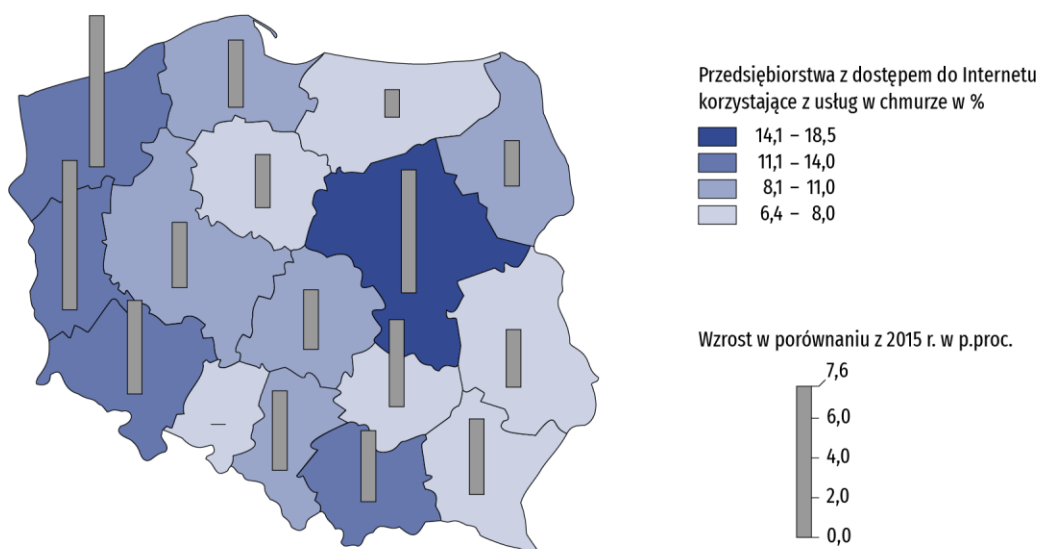 Przedsiębiorstwa z dostępem do Internetu
korzystające z usług w chmurze w %
14,1 – 18,5
11,1 – 14,0
8,1 – 11,0
6,4 – 8,0
Wzrost w porównaniu z 2015 r. w p.proc.
7,6
6,0
4,0
2,0
0,0